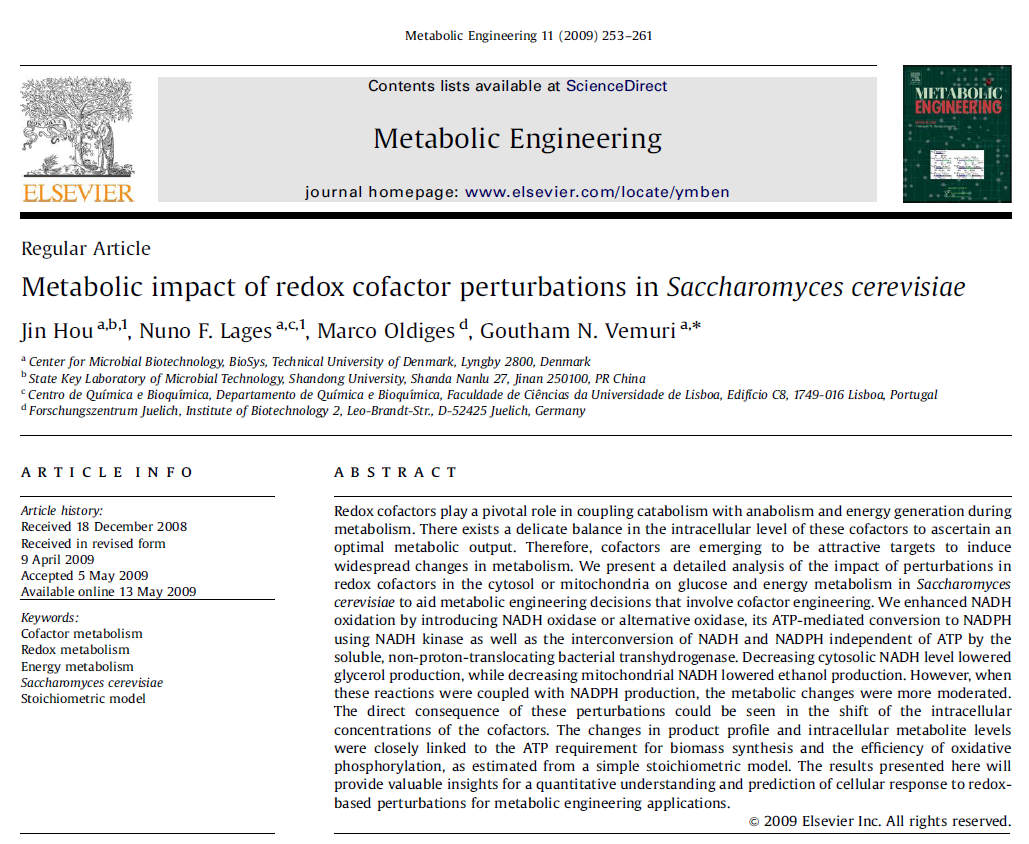 Metabolic Engineering 11 (2009) 253–261
Contents lists available at ScienceDirect
Metabolic Engineering
journal homepage: www.elsevier.com/locate/ymben
ELSEVIER
METABOLIC
ENGINEERING
Regular Article
Metabolic impact of redox cofactor perturbations in Saccharomyces cerevisiae
Jin Hou a,b,1, Nuno F. Lages a,c,1, Marco Oldiges d, Goutham N. Vemuri a,*
a Center for Microbial Biotechnology, BioSys, Technical University of Denmark, Lyngby 2800, Denmark
b State Key Laboratory of Microbial Technology, Shandong University, Shanda Nanlu 27, Jinan 250100, PR China
c Centro de Química e Bioquímica, Departamento de Química e Bioquímica, Faculdade de Ciências da Universidade de Lisboa, Edifício C8, 1749-016 Lisboa, Portugal
d Forschungszentrum Juelich, Institute of Biotechnology 2, Leo-Brandt-Str., D-52425 Juelich, Germany
ARTICLE INFO
Article history:
Received 18 December 2008
Received in revised form
9 April 2009
Accepted 5 May 2009
Available online 13 May 2009
Keywords:
Cofactor metabolism
Redox metabolism
Energy metabolism
Saccharomyces cerevisiae
Stoichiometric model
ABSTRACT
Redox cofactors play a pivotal role in coupling catabolism with anabolism and energy generation during
metabolism. There exists a delicate balance in the intracellular level of these cofactors to ascertain an
optimal metabolic output. Therefore, cofactors are emerging to be attractive targets to induce
widespread changes in metabolism. We present a detailed analysis of the impact of perturbations in
redox cofactors in the cytosol or mitochondria on glucose and energy metabolism in Saccharomyces
cerevisiae to aid metabolic engineering decisions that involve cofactor engineering. We enhanced NADH
oxidation by introducing NADH oxidase or alternative oxidase, its ATP-mediated conversion to NADPH
using NADH kinase as well as the interconversion of NADH and NADPH independent of ATP by the
soluble, non-proton-translocating bacterial transhydrogenase. Decreasing cytosolic NADH level lowered
glycerol production, while decreasing mitochondrial NADH lowered ethanol production. However, when
these reactions were coupled with NADPH production, the metabolic changes were more moderated.
The direct consequence of these perturbations could be seen in the shift of the intracellular
concentrations of the cofactors. The changes in product profile and intracellular metabolite levels
were closely linked to the ATP requirement for biomass synthesis and the efficiency of oxidative
phosphorylation, as estimated from a simple stoichiometric model. The results presented here will
provide valuable insights for a quantitative understanding and prediction of cellular response to redox-
based perturbations for metabolic engineering applications.
© 2009 Elsevier Inc. All rights reserved.